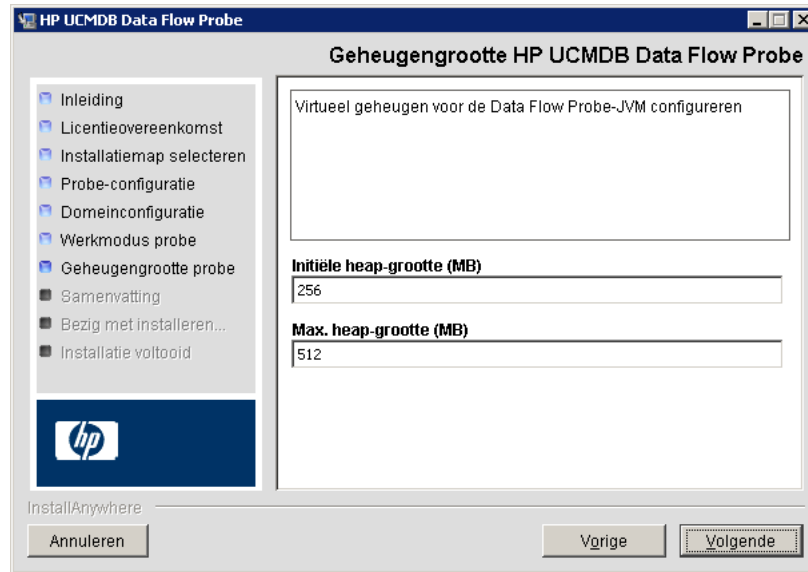 HP UCMDB Data Flow Probe
Geheugengrootte HP UCMDB Data Flow Probe
Inleiding
Licentieovereenkomst
Installatiemap selecteren
Probe-configuratie
Domeinconfiguratie
Werkmodus probe
Geheugengrootte probe
Samenvatting
Bezig met installeren...
Installatie voltooid
hp
Virtueel geheugen voor de Data Flow Probe-JVM configureren
Initiële heap-grootte (MB)
256
Max. heap-grootte (MB)
512
InstallAnywhere
Annuleren
Vorige
Volgende